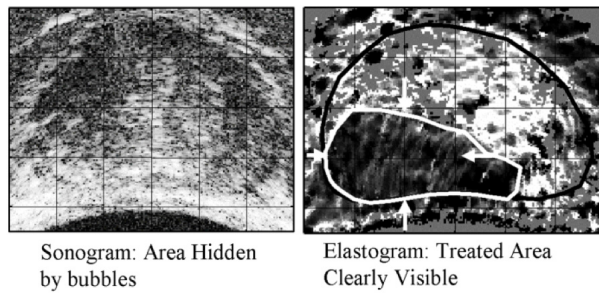 Sonogram: Area Hidden
by bubbles
Elastogram: Treated Area
Clearly Visible